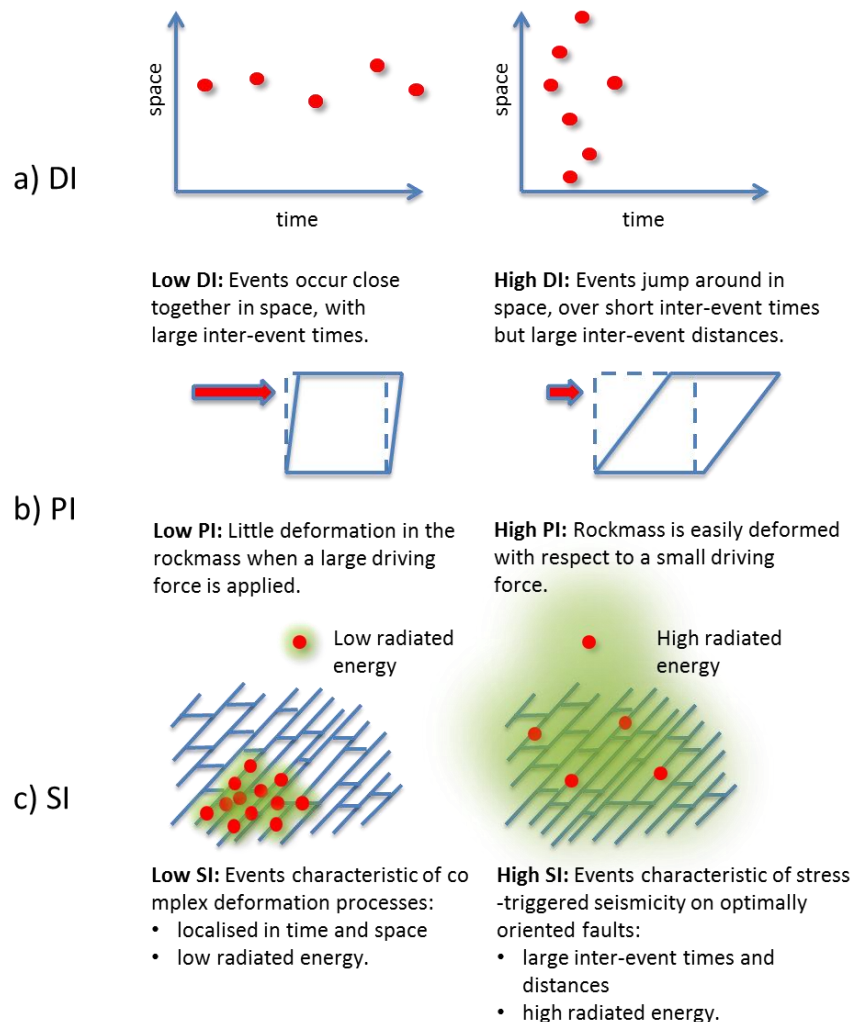 space
time
space
time
a) DI
Low DI: Events occur close
together in space, with
large inter-event times.
High DI: Events jump around in
space, over short inter-event times
but large inter-event distances.
b) PI
Low PI: Little deformation in the
rockmass when a large driving
force is applied.
High PI: Rockmass is easily deformed
with respect to a small driving
force.
Low radiated
energy
High radiated
energy
c) SI
Low SI: Events characteristic of co
mplex deformation processes:
• localised in time and space
• low radiated energy.
High SI: Events characteristic of stress
-triggered seismicity on optimally
oriented faults:
• large inter-event times and
distances
• high radiated energy.